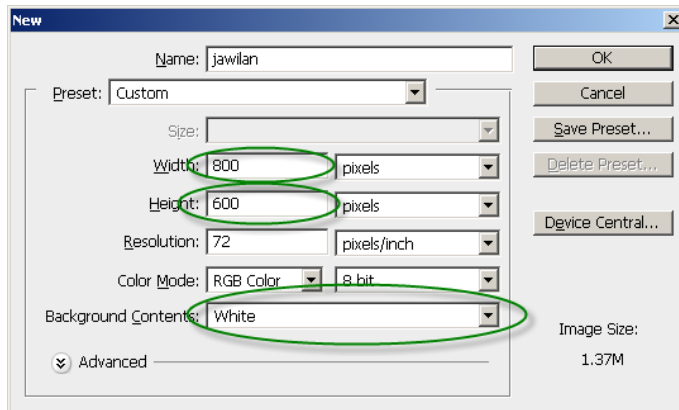 New
Name: jawilan
OK
Preset: Custom
Cancel
Size:
Save Preset...
Width: 800 pixels
Delete Preset...
Height: 600 pixels
Device Central...
Resolution: 72 pixels/inch
Color Mode: RGB Color 8 bit
Background Contents: White
Image Size:
1.37M
Advanced